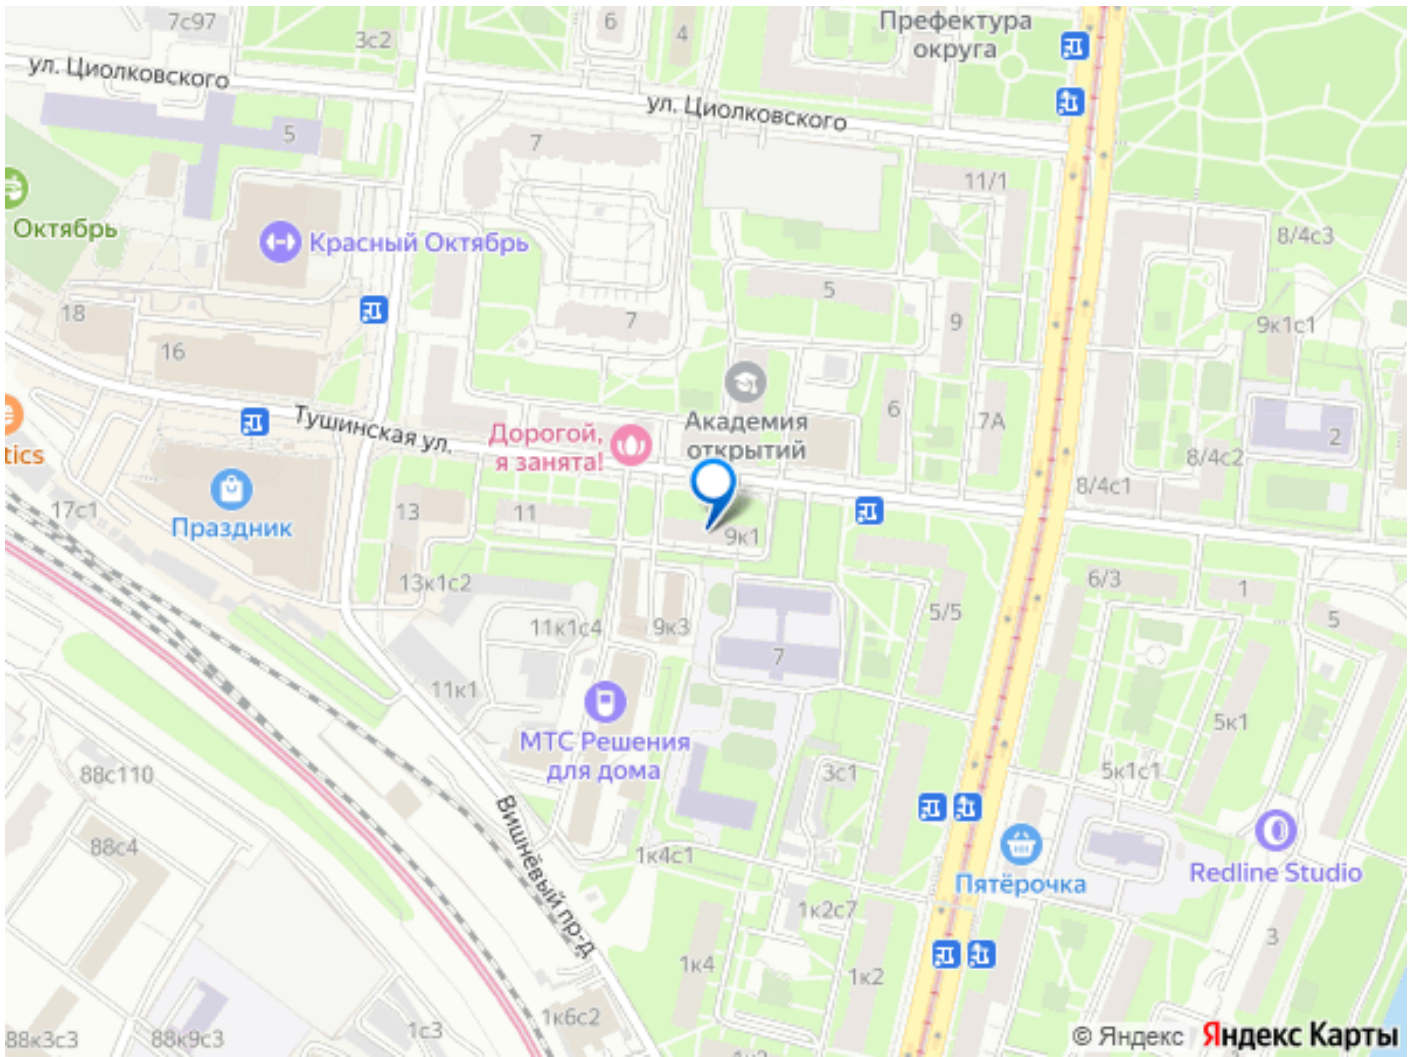 7с97
3с2
6
4
Префектура
округа
ул. Циолковского
ул. Циолковского
5
7
11/1
Октябрь
Красный Октябрь
8/4с3
5
18
7
9
9к1с1
16
6
7А
Тушинская ул.
Дорогой,
я занята!
Академия
открытий
2
tics
8/4с2
8/4с1
17с1
Праздник
13
11
9к1
13к1с2
6/3
1
5
5/5
11к1с4
9к3
7
11к1
МТС Решения
для дома
5к1
88с110
3с1
5к1с1
Вишнёвый пр-д
88с4
1к4с1
Пятёрочка
Redline Studio
1к2с7
3
1к4
1к2
88к3с3
88к9с3
1с3
1к6с2
1к2
© Яндекс Яндекс Карты